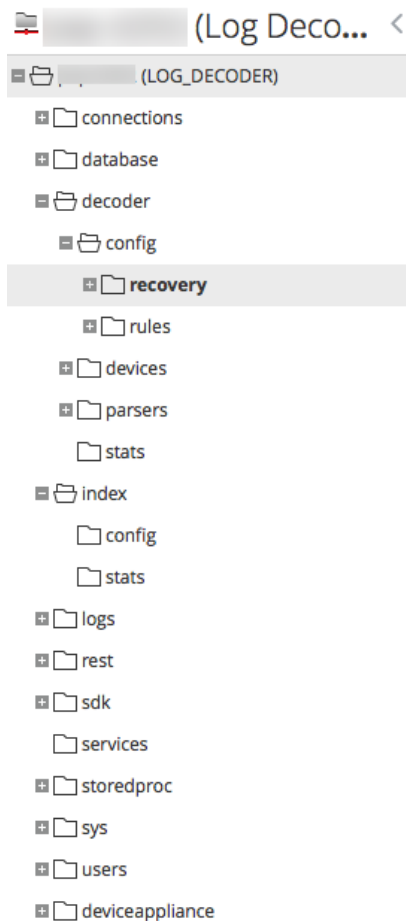 (Log Deco...
(LOG_DECODER)
connections
database
decoder
config
recovery
rules
devices
parsers
stats
index
config
stats
logs
rest
sdk
services
storedproc
sys
users
deviceappliance